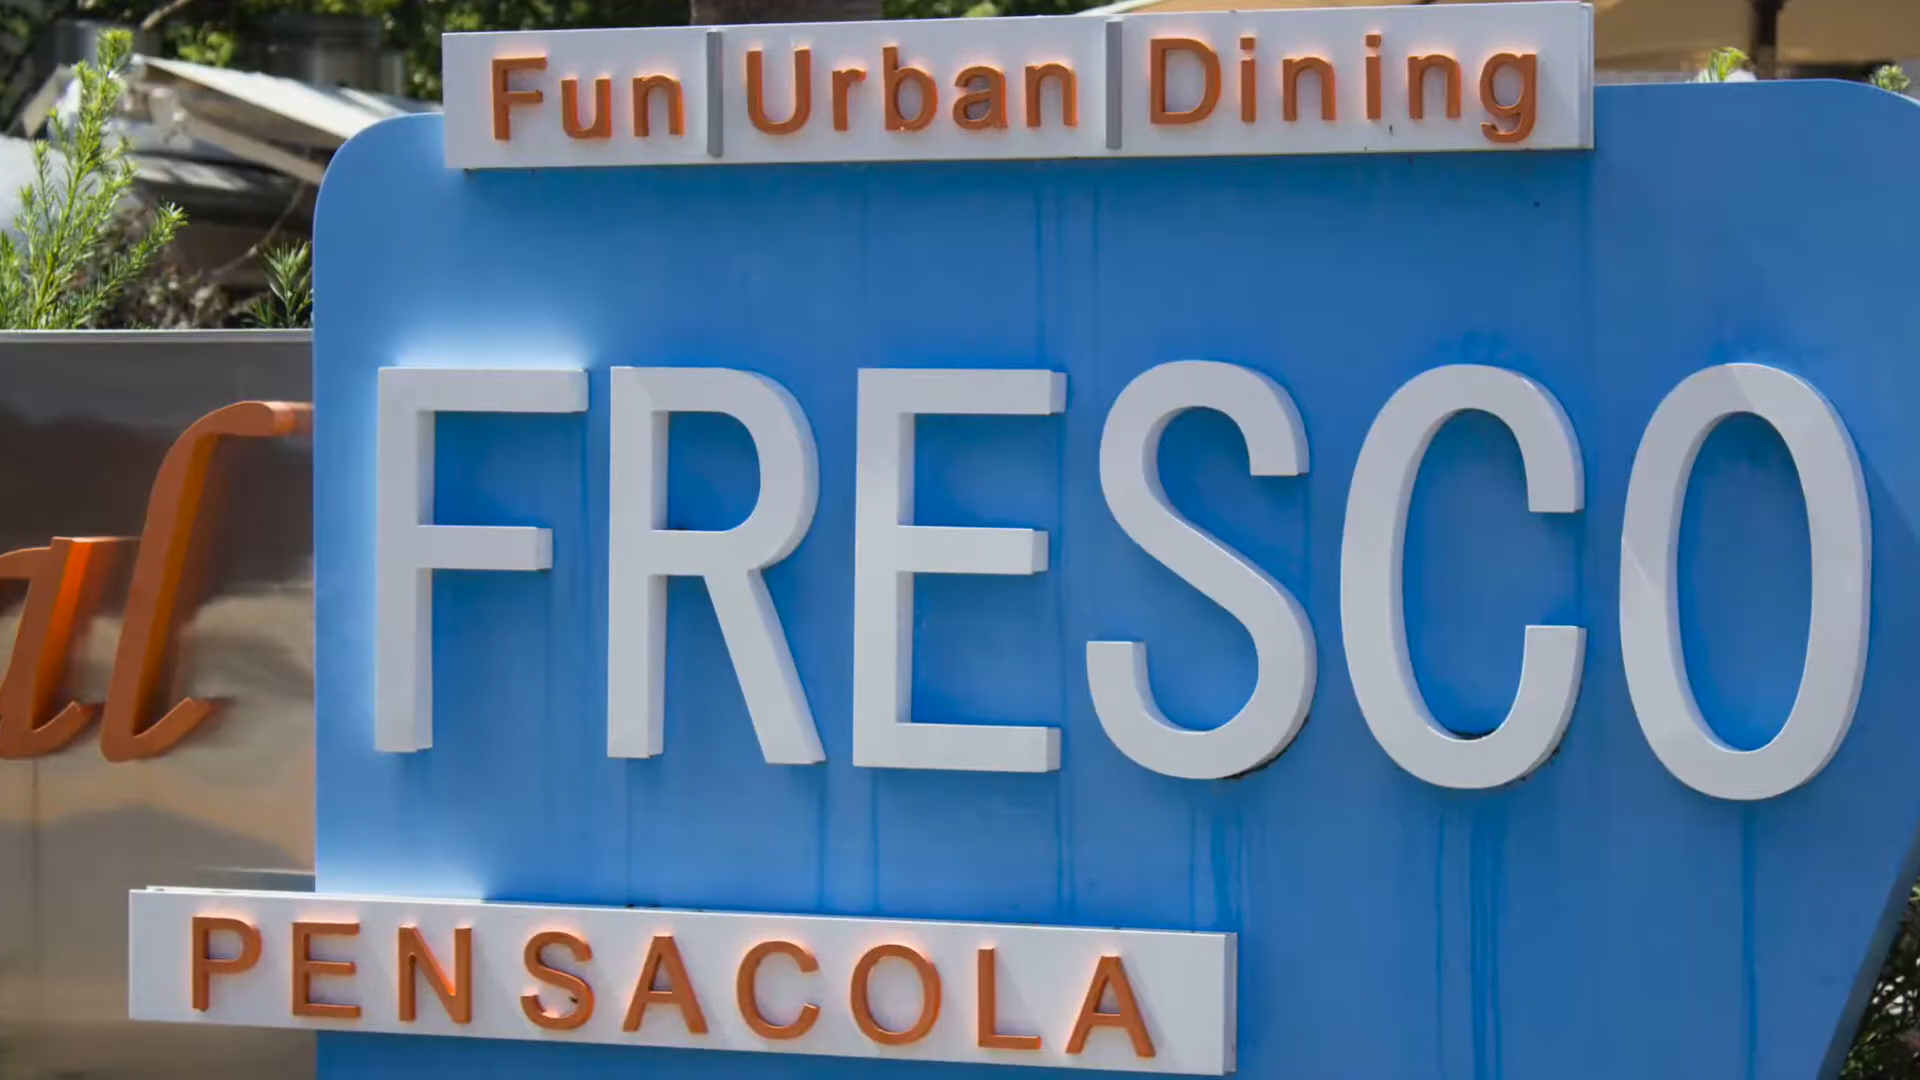 Fun | Urban | Dining
FRESCO
PENSACOLA